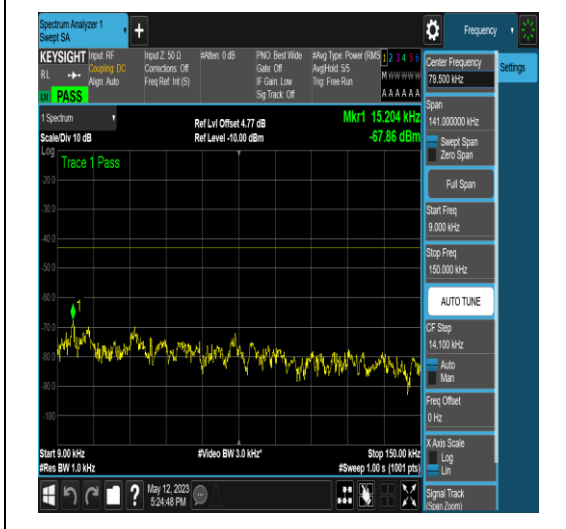 Spectrum Analyzer 1
Swept SA
+
Frequency
KEYSIGHT
RL
PASS
Input: RF
Coupling: DC
Align: Auto
Input Z: 50 Ω
Corrections: Off
Freq Ref: Int (S)
#Atten: 0 dB
PNO: Best Wide
Gate: Off
IF Gain: Low
Sig Track: Off
#Avg Type: Power (RMS
Avg|Hold: 5/5
Trig: Free Run
1 2 3 4 5 6
M W W W W W
A A A A A A
1 Spectrum
Scale/Div 10 dB
Ref Lvl Offset 4.77 dB
Ref Level -10.00 dBm
Mkr1 15.204 kHz
-67.86 dBm
Log
Trace 1 Pass
-20.0
-30.0
-40.0
-50.0
-60.0
1
-70.0
-80.0
-90.0
-100
Start 9.00 kHz
#Res BW 1.0 kHz
#Video BW 3.0 kHz*
Stop 150.00 kHz
#Sweep 1.00 s (1001 pts)
?
May 12, 2023
5:24:48 PM
Settings
Center Frequency
79.500 kHz
Span
141.000000 kHz
Swept Span
Zero Span
Full Span
Start Freq
9.000 kHz
Stop Freq
150.000 kHz
AUTO TUNE
CF Step
14.100 kHz
Auto
Man
Freq Offset
0 Hz
X Axis Scale
Log
Lin
Signal Track
(Span Zoom)